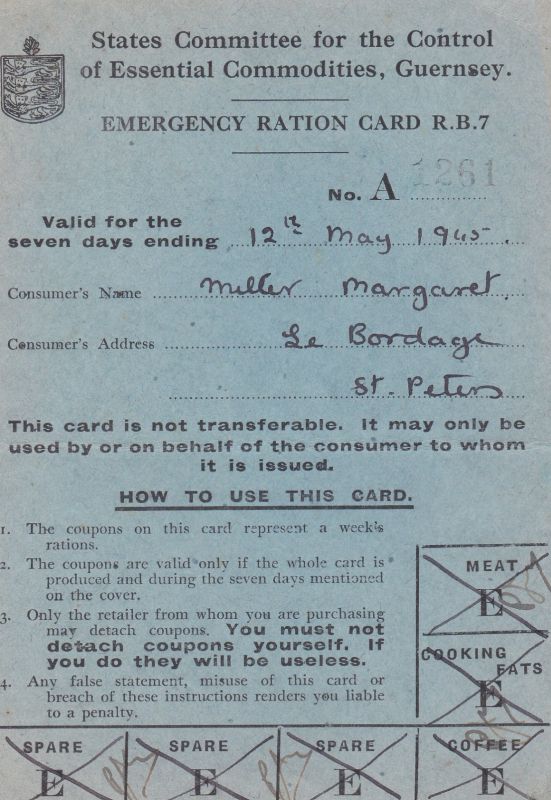 States Committee for the Control
of Essential Commodities, Guernsey.
EMERGENCY RATION CARD R.B.7
No. A 1261
Valid for the
seven days ending 12th May 1945.
Consumer's Name Miller Margaret.
Consumer's Address Le Bordage
St. Peters
This card is not transferable. It may only be
used by or on behalf of the consumer to whom
it is issued.
HOW TO USE THIS CARD.
1. The coupons on this card represent a week's
rations.
2. The coupons are valid only if the whole card is
produced and during the seven days mentioned
on the cover.
3. Only the retailer from whom you are purchasing
may detach coupons. You must not
detach coupons yourself. If
you do they will be useless.
4. Any false statement, misuse of this card or
breach of these instructions renders you liable
to a penalty.
MEAT
E
COOKING
FATS
E
SPARE
E
SPARE
E
SPARE
E
COFFEE
E